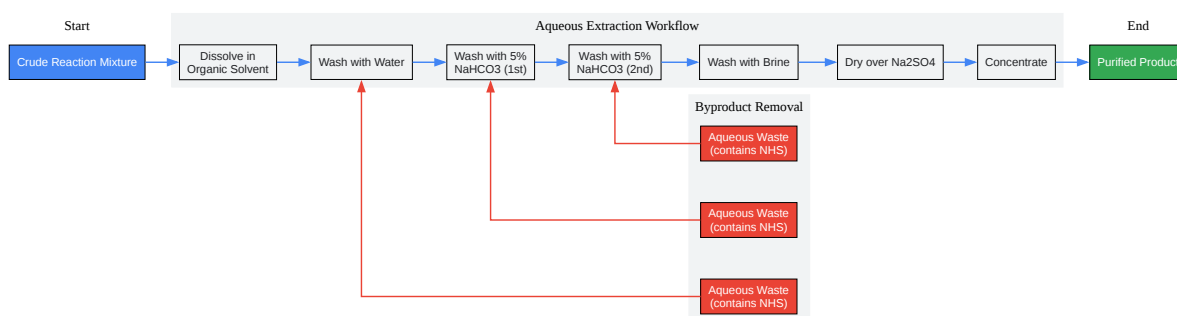 Start
Aqueous Extraction Workflow
End
Crude Reaction Mixture
Dissolve in
Organic Solvent
Wash with Water
Wash with 5%
NaHCO3 (1st)
Wash with 5%
NaHCO3 (2nd)
Wash with Brine
Dry over Na2SO4
Concentrate
Purified Product
Byproduct Removal
Aqueous Waste
(contains NHS)
Aqueous Waste
(contains NHS)
Aqueous Waste
(contains NHS)